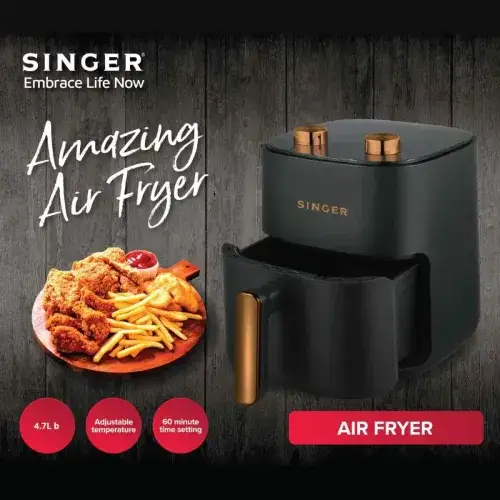 SINGER®
Embrace Life Now
Amazing
Air Fryer
SINGER
4.7L b
Adjustable
temperature
60 minute
time setting
AIR FRYER